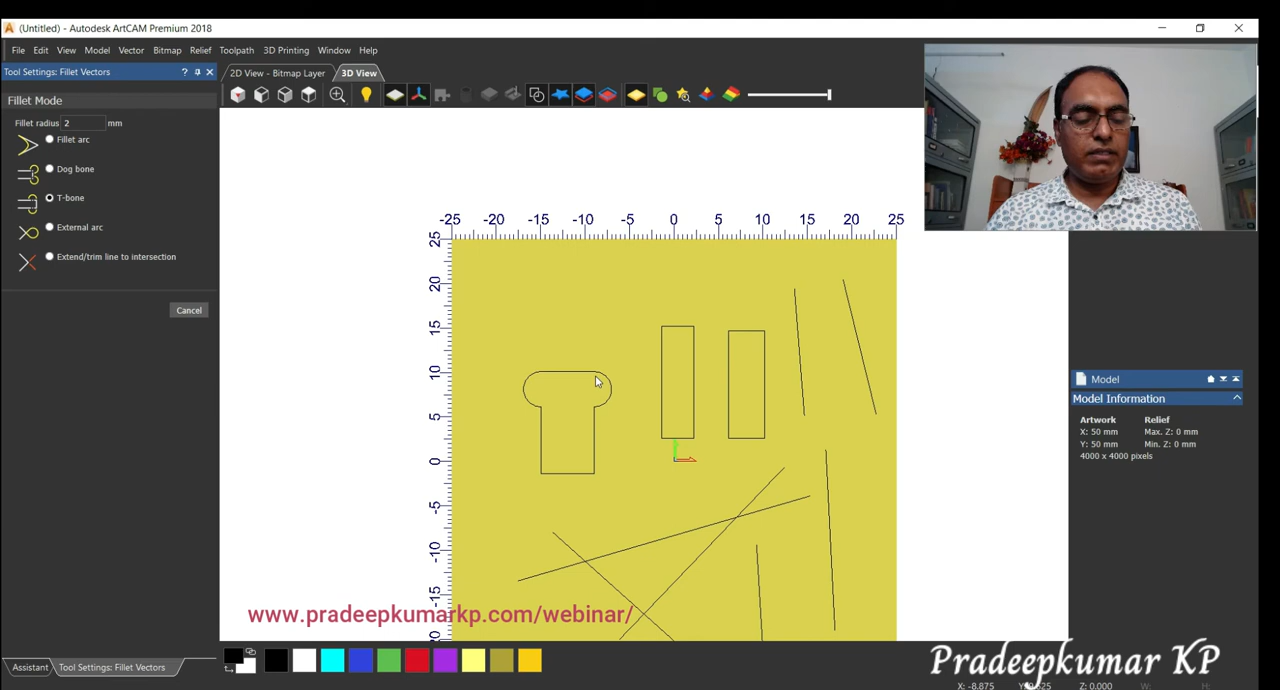 (Untitled) - Autodesk ArtCAM Premium 2018
File Edit View Model Vector Bitmap Relief Toolpath 3D Printing Window Help
Tool Settings: Fillet Vectors ?
2D View - Bitmap Layer 3D View
Fillet Mode
Fillet radius 2 mm
Fillet arc
Dog bone
T-bone
External arc
Extend/trim line to intersection
Cancel
-25 -20 -15 -10 -5 0 5 10 15 20 25
25
20
15
10
5
0
-5
-10
-15
20
Model
Model Information
Artwork Relief
X: 50 mm Max. Z: 0 mm
Y: 50 mm Min. Z: 0 mm
4000 x 4000 pixels
www.pradeepkumarkp.com/webinar/
Pradeepkumar KP
Assistant Tool Settings: Fillet Vectors
X: -8.875 Z: 0.000 W: H: